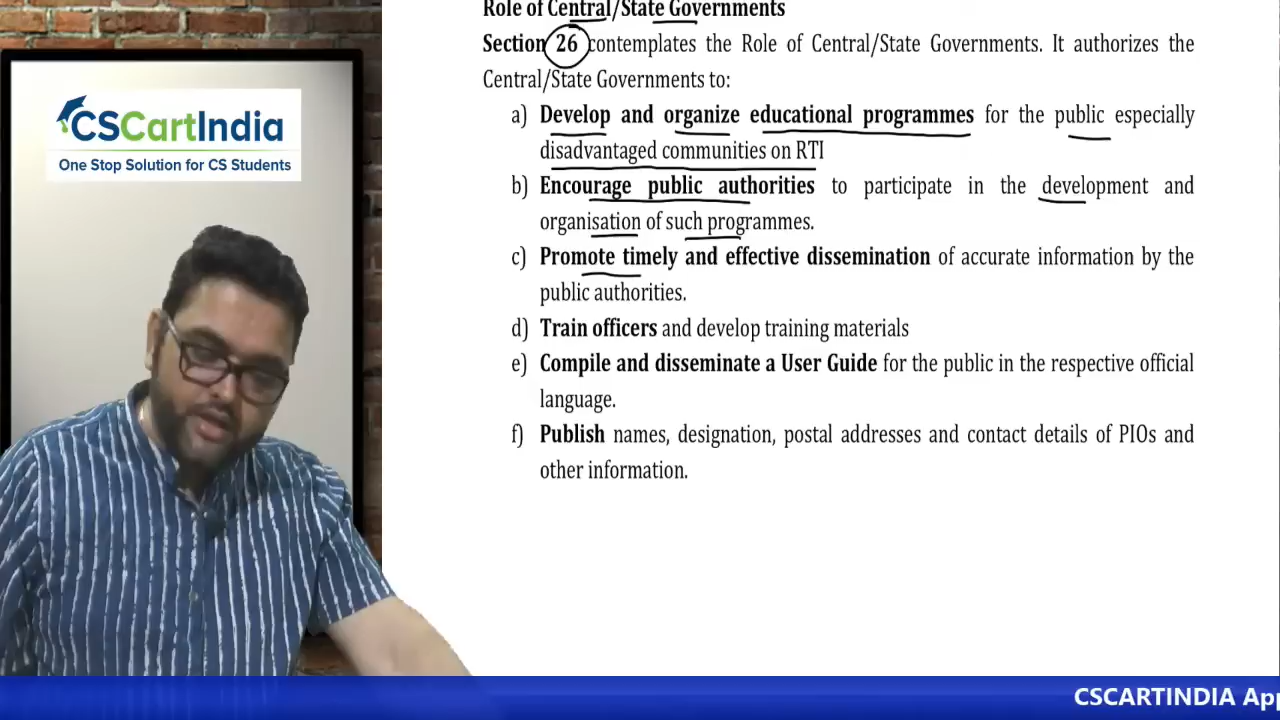 Role of Central/State Governments
Section 26 contemplates the Role of Central/State Governments. It authorizes the
Central/State Governments to:
a) Develop and organize educational programmes for the public especially
disadvantaged communities on RTI
b) Encourage public authorities to participate in the development and
organisation of such programmes.
c) Promote timely and effective dissemination of accurate information by the
public authorities.
d) Train officers and develop training materials
e) Compile and disseminate a User Guide for the public in the respective official
language.
f) Publish names, designation, postal addresses and contact details of PIOs and
other information.
CSCartIndia
One Stop Solution for CS Students
CSCARTINDIA